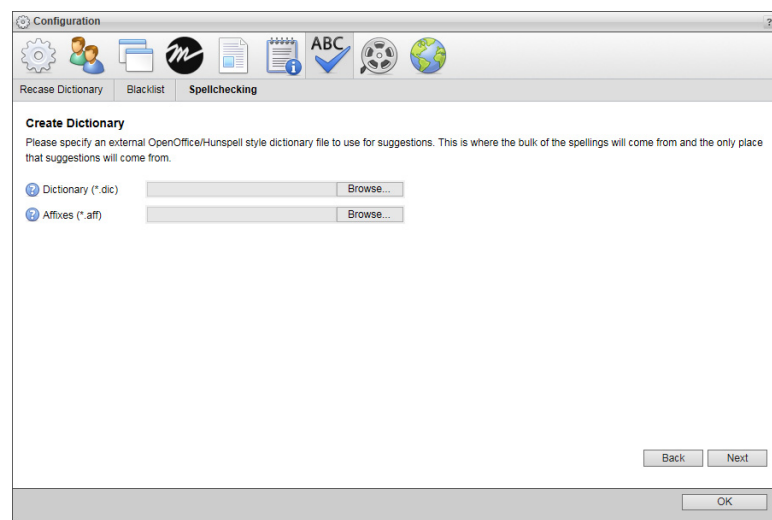 Configuration
?
ABC
Recase Dictionary Blacklist Spellchecking
Create Dictionary
Please specify an external OpenOffice/Hunspell style dictionary file to use for suggestions. This is where the bulk of the spellings will come from and the only place
that suggestions will come from.
? Dictionary (*.dic) Browse...
? Affixes (*.aff) Browse...
Back Next
OK